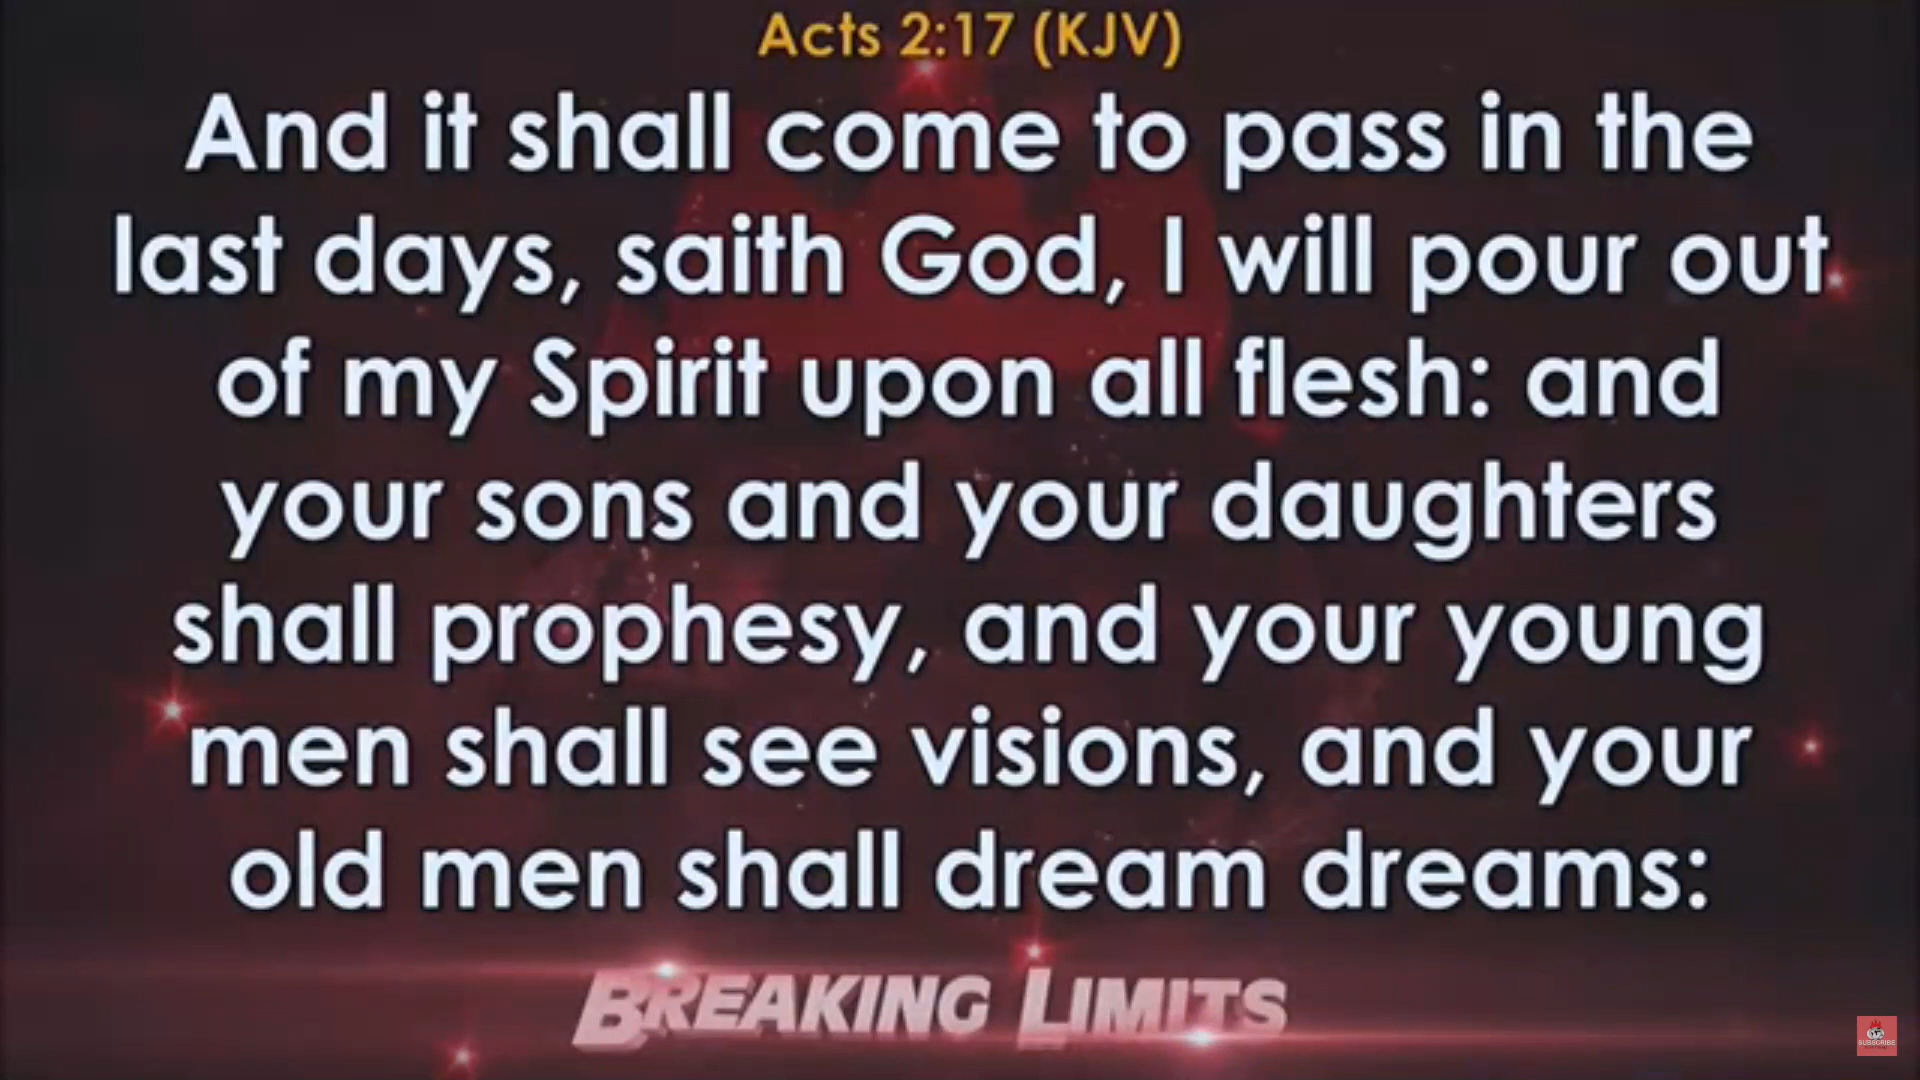 Acts 2:17 (KJV)
And it shall come to pass in the
last days, saith God, I will pour out
of my Spirit upon all flesh: and
your sons and your daughters
shall prophesy, and your young
men shall see visions, and your
old men shall dream dreams:
BREAKING LIMITS
SUBSCRIBE